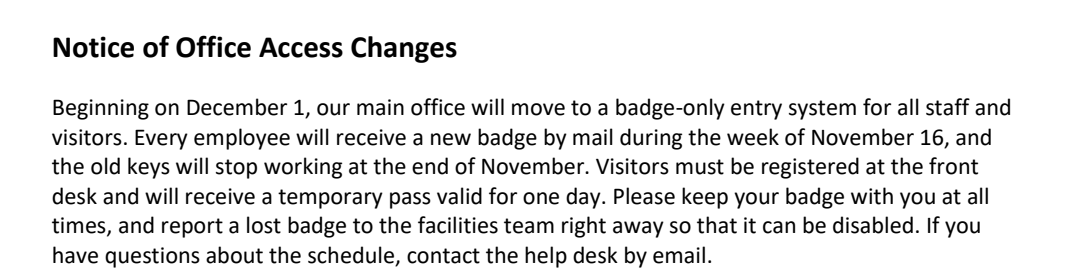 Notice of Office Access Changes
Beginning on December 1, our main office will move to a badge-only entry system for all staff and
visitors. Every employee will receive a new badge by mail during the week of November 16, and
the old keys will stop working at the end of November. Visitors must be registered at the front
desk and will receive a temporary pass valid for one day. Please keep your badge with you at all
times, and report a lost badge to the facilities team right away so that it can be disabled. If you
have questions about the schedule, contact the help desk by email.